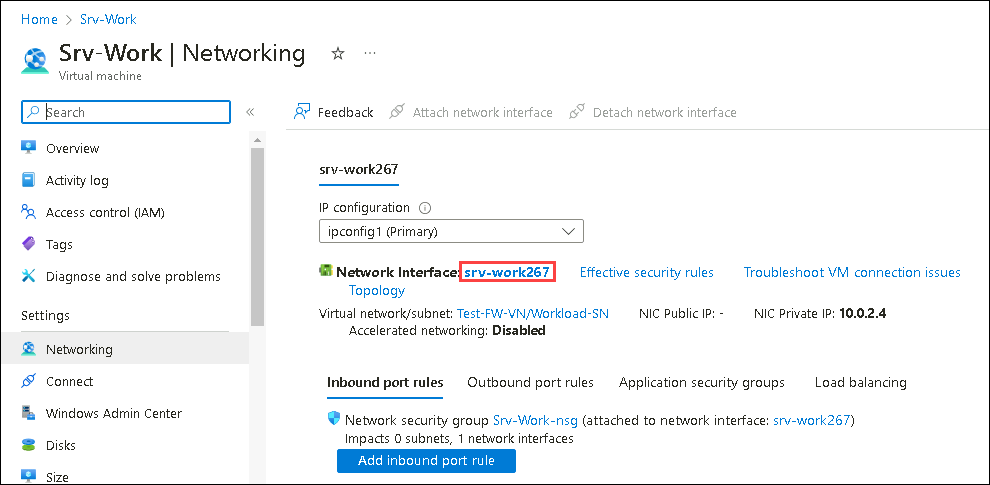 Home > Srv-Work
Srv-Work | Networking
Virtual machine
Search
Feedback Attach network interface Detach network interface
Overview
Activity log
Access control (IAM)
Tags
Diagnose and solve problems
Settings
Networking
Connect
Windows Admin Center
Disks
Size
srv-work267
IP configuration
ipconfig1 (Primary)
Network Interface: srv-work267 Effective security rules Troubleshoot VM connection issues
Topology
Virtual network/subnet: Test-FW-VN/Workload-SN NIC Public IP: - NIC Private IP: 10.0.2.4
Accelerated networking: Disabled
Inbound port rules Outbound port rules Application security groups Load balancing
Network security group Srv-Work-nsg (attached to network interface: srv-work267)
Impacts 0 subnets, 1 network interfaces
Add inbound port rule